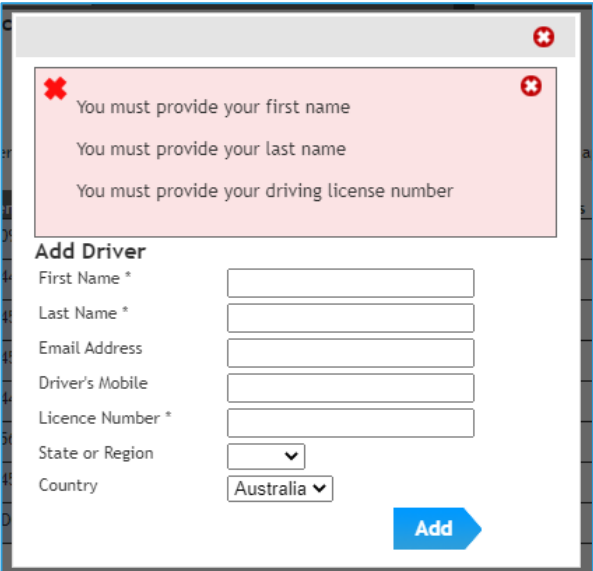 You must provide your first name
You must provide your last name
You must provide your driving license number
Add Driver
First Name *
Last Name *
Email Address
Driver's Mobile
Licence Number *
State or Region
Country
Australia
Add